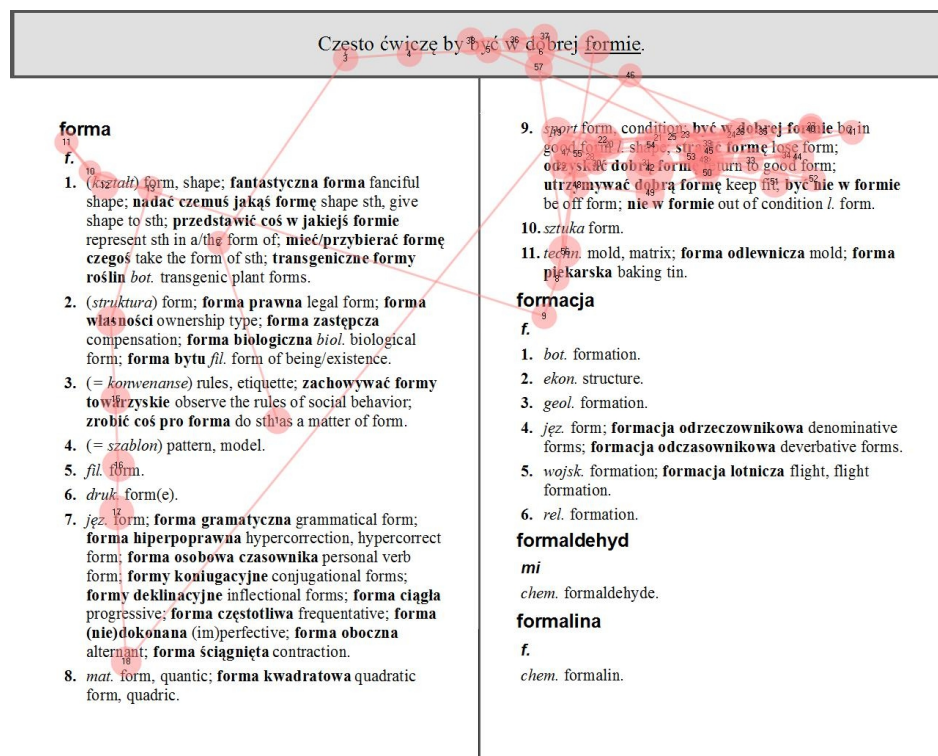 Często ćwiczę by być w dobrej formie.
forma
f.
1. (kształt) form, shape; fantastyczna forma fanciful
shape; nadać czemuś jakąś formę shape sth, give
shape to sth; przedstawić coś w jakiejś formie
represent sth in a/the form of; mieć/przybierać formę
czegoś take the form of sth; transgeniczne formy
roślin bot. transgenic plant forms.
2. (struktura) form; forma prawna legal form; forma
własności ownership type; forma zastępcza
compensation; forma biologiczna biol. biological
form; forma bytu fil. form of being/existence.
3. (= konwenanse) rules, etiquette; zachowywać formy
towarzyskie observe the rules of social behavior;
zrobić coś pro forma do sth as a matter of form.
4. (= szablon) pattern, model.
5. fil. form.
6. druk. form(e).
7. jęz. form; forma gramatyczna grammatical form;
forma hiperpoprawna hypercorrection, hypercorrect
form; forma osobowa czasownika personal verb
form; formy koniugacyjne conjugational forms;
formy deklinacyjne inflectional forms; forma ciągła
progressive; forma częstotliwa frequentative; forma
(nie)dokonana (im)perfective; forma oboczna
alternant; forma ściągnięta contraction.
8. mat. form, quantic; forma kwadratowa quadratic
form, quadric.
9. sport form, condition; być w dobrej formie be in
good form l. shape; stracić formę lose form;
odzyskać dobrą formę return to good form;
utrzymywać dobrą formę keep fit; być nie w formie
be off form; nie w formie out of condition l. form.
10. sztuka form.
11. techn. mold, matrix; forma odlewnicza mold; forma
piekarska baking tin.
formacja
f.
1. bot. formation.
2. ekon. structure.
3. geol. formation.
4. jęz. form; formacja odrzeczownikowa denominative
forms; formacja odczasownikowa deverbative forms.
5. wojsk. formation; formacja lotnicza flight, flight
formation.
6. rel. formation.
formaldehyd
mi
chem. formaldehyde.
formalina
f.
chem. formalin.